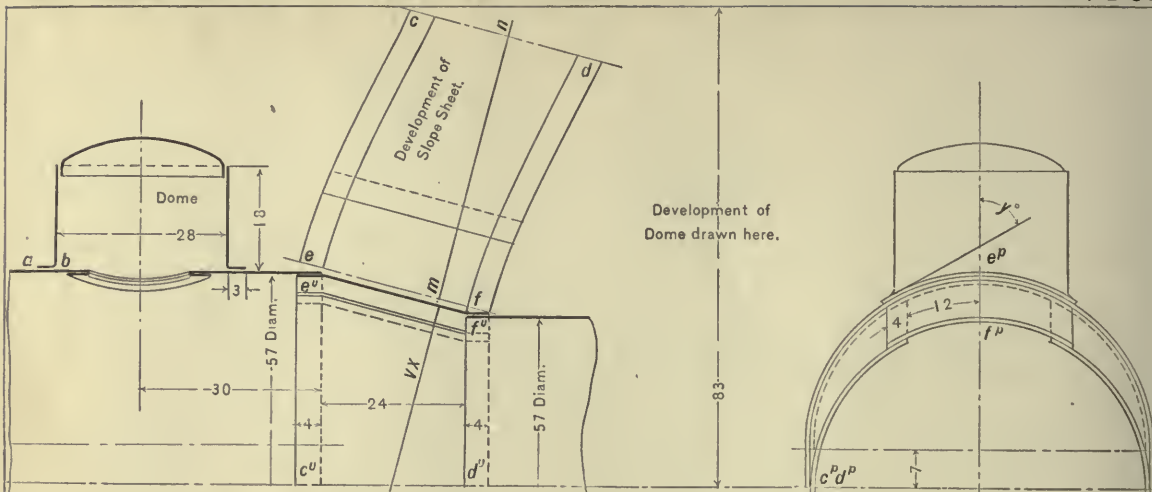 c
n
d
Development of
Slope Sheet.
Dome
18
28
a
b
3
e
m
f
e^v
f^v
57 Diam.
VX
30
24
4
4
57 Diam.
c^v
d^v
83
Development of
Dome drawn here.
y°
e^p
4
12
f^p
7
c^p d^p